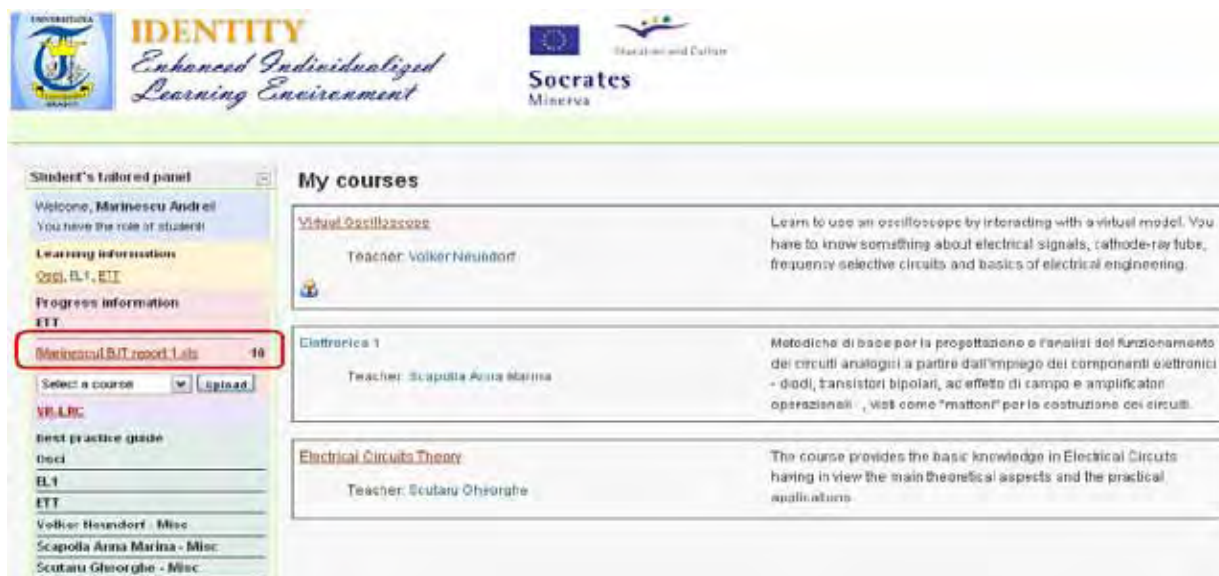 UNIVERSITATEA
BRASOV
IDENTITY
Enhanced Individualized
Learning Environment
Education and Culture
Socrates
Minerva
Student's tailored panel
Welcome, Marinescu Andrei!
You have the role of student!
Learning information
Osci, EL1, ETT
Progress information
ETT
BJT report 1.xls 10
Select a course Upload
Best practice guide
Osci
EL1
ETT
Volker Neundorf - Misc
Scapolla Anna Marina - Misc
Scutaru Gheorghe - Misc
My courses
Virtual Oscilloscope
Teacher: Volker Neundorf
Learn to use an oscilloscope by interacting with a virtual model. You
have to know something about electrical signals, cathode-ray tube,
frequency selective circuits and basics of electrical engineering.
Elettronica 1
Teacher: Scapolla Anna Marina
Metodiche di base per la progettazione e l'analisi del funzionamento
dei circuiti analogici a partire dall'impiego dei componenti elettronici
- diodi, transistori bipolari, ad effetto di campo e amplificatori
operazionali -, visti come "mattoni" per la costruzione dei circuiti.
Electrical Circuits Theory
Teacher: Scutaru Gheorghe
The course provides the basic knowledge in Electrical Circuits
having in view the main theoretical aspects and the practical
applications